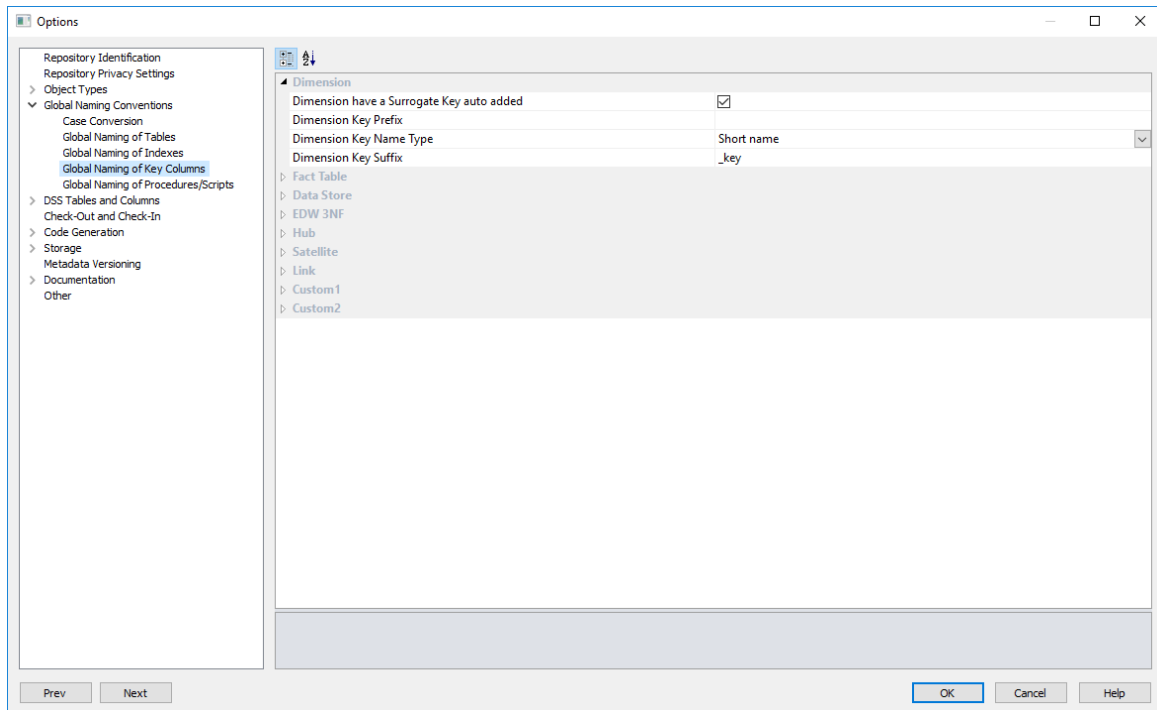 Options
Repository Identification
Repository Privacy Settings
Object Types
Global Naming Conventions
Case Conversion
Global Naming of Tables
Global Naming of Indexes
Global Naming of Key Columns
Global Naming of Procedures/Scripts
DSS Tables and Columns
Check-Out and Check-In
Code Generation
Storage
Metadata Versioning
Documentation
Other
Dimension
Dimension have a Surrogate Key auto added
Dimension Key Prefix
Dimension Key Name Type Short name
Dimension Key Suffix _key
Fact Table
Data Store
EDW 3NF
Hub
Satellite
Link
Custom1
Custom2
Prev Next OK Cancel Help